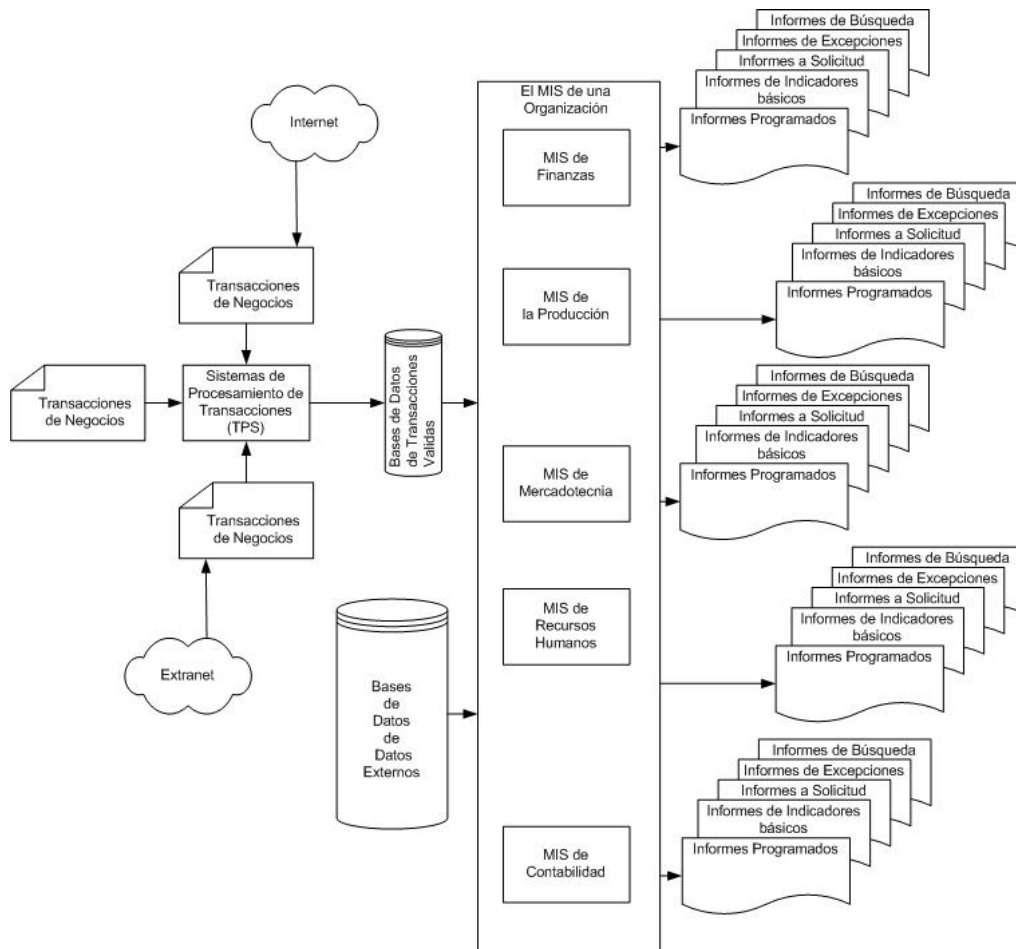 Internet
Transacciones
de Negocios
Transacciones
de Negocios
Sistemas de
Procesamiento de
Transacciones
(TPS)
Transacciones
de Negocios
Extranet
Bases de Datos
de Transacciones
Validas
Bases
de
Datos
de
Datos
Externos
El MIS de una
Organización
MIS de
Finanzas
MIS de
la Producción
MIS de
Mercadotecnia
MIS de
Recursos
Humanos
MIS de
Contabilidad
Informes de Búsqueda
Informes de Excepciones
Informes a Solicitud
Informes de Indicadores
básicos
Informes Programados
Informes de Búsqueda
Informes de Excepciones
Informes a Solicitud
Informes de Indicadores
básicos
Informes Programados
Informes de Búsqueda
Informes de Excepciones
Informes a Solicitud
Informes de Indicadores
básicos
Informes Programados
Informes de Búsqueda
Informes de Excepciones
Informes a Solicitud
Informes de Indicadores
básicos
Informes Programados
Informes de Búsqueda
Informes de Excepciones
Informes a Solicitud
Informes de Indicadores
básicos
Informes Programados